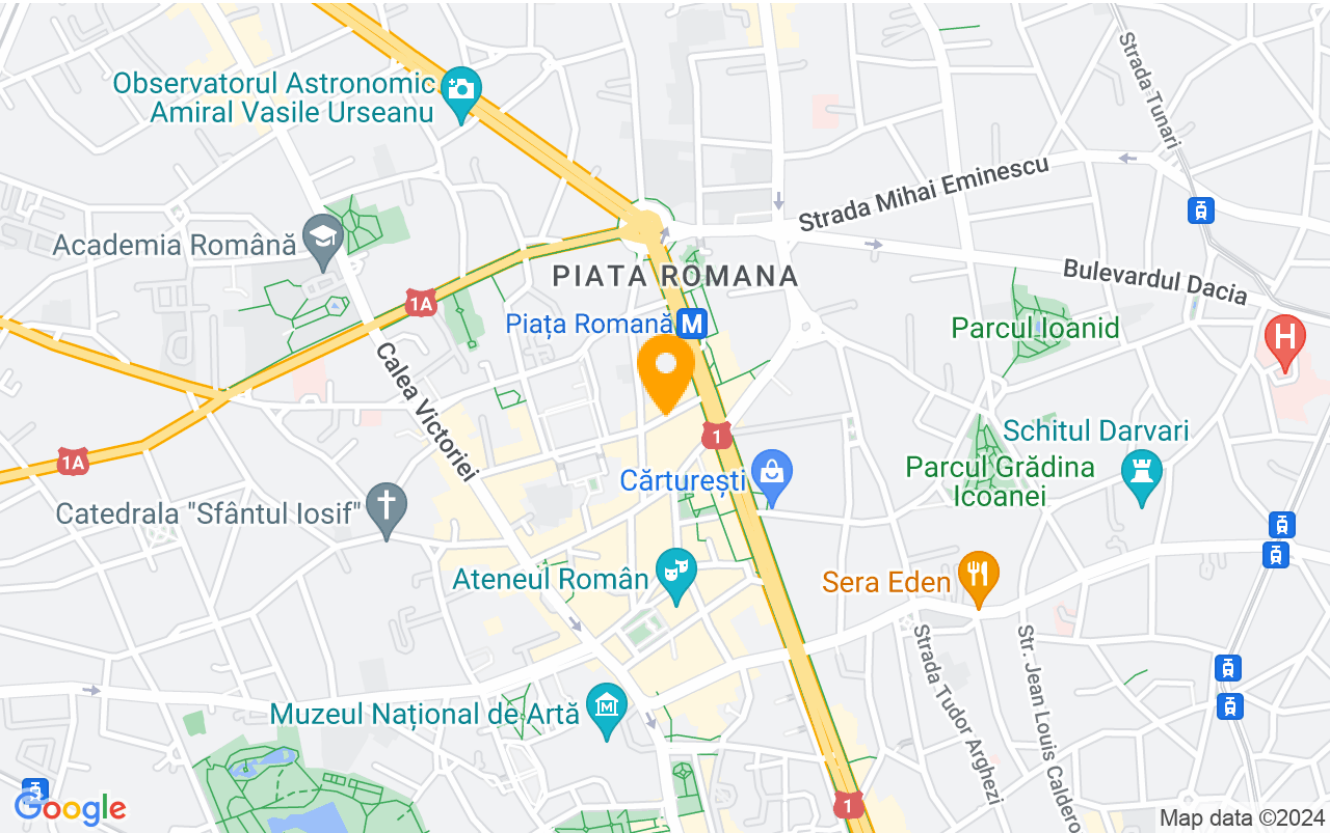 Strada Tunari
Observatorul Astronomic
Amiral Vasile Urseanu
Strada Mihai Eminescu
Academia Română
PIATA ROMANA
Bulevardul Dacia
1A
Piața Romană
M
Parcul Ioanid
H
Calea Victoriei
1
Schitul Darvari
1A
Parcul Grădina
Icoanei
Cărturești
Catedrala "Sfântul Iosif"
Ateneul Român
Sera Eden
Strada Tudor Arghezi
Str. Jean Louis Caldero
Muzeul Național de Artă
M
1
Google
Map data ©2024